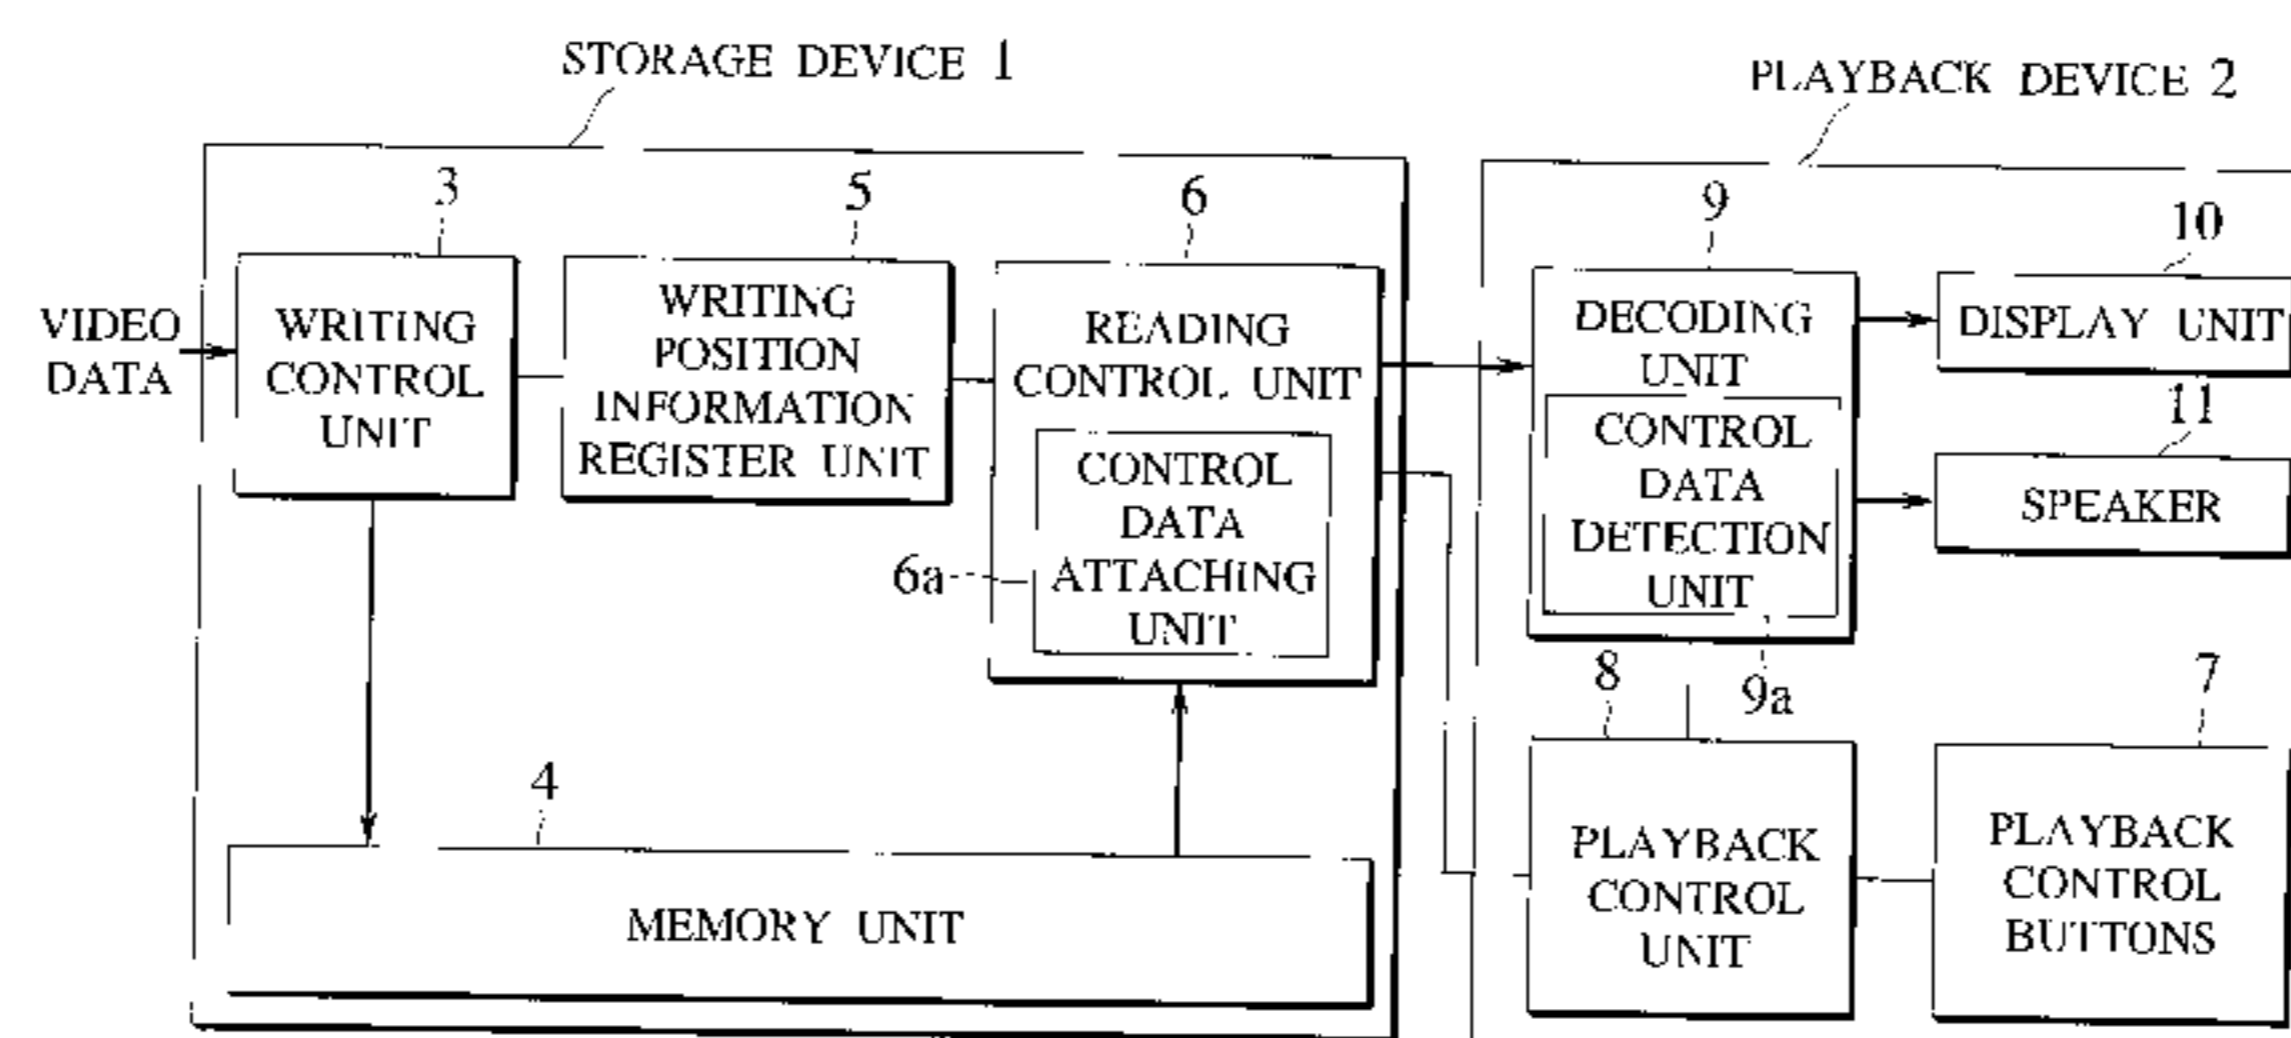 STORAGE DEVICE 1
PLAYBACK DEVICE 2
3
5
6
9
10
VIDEO
DATA
WRITING
CONTROL
UNIT
WRITING
POSITION
INFORMATION
REGISTER UNIT
READING
CONTROL UNIT
6a
CONTROL
DATA
ATTACHING
UNIT
DECODING
UNIT
CONTROL
DATA
DETECTION
UNIT
9a
DISPLAY UNIT
11
SPEAKER
4
MEMORY UNIT
8
PLAYBACK
CONTROL
UNIT
7
PLAYBACK
CONTROL
BUTTONS